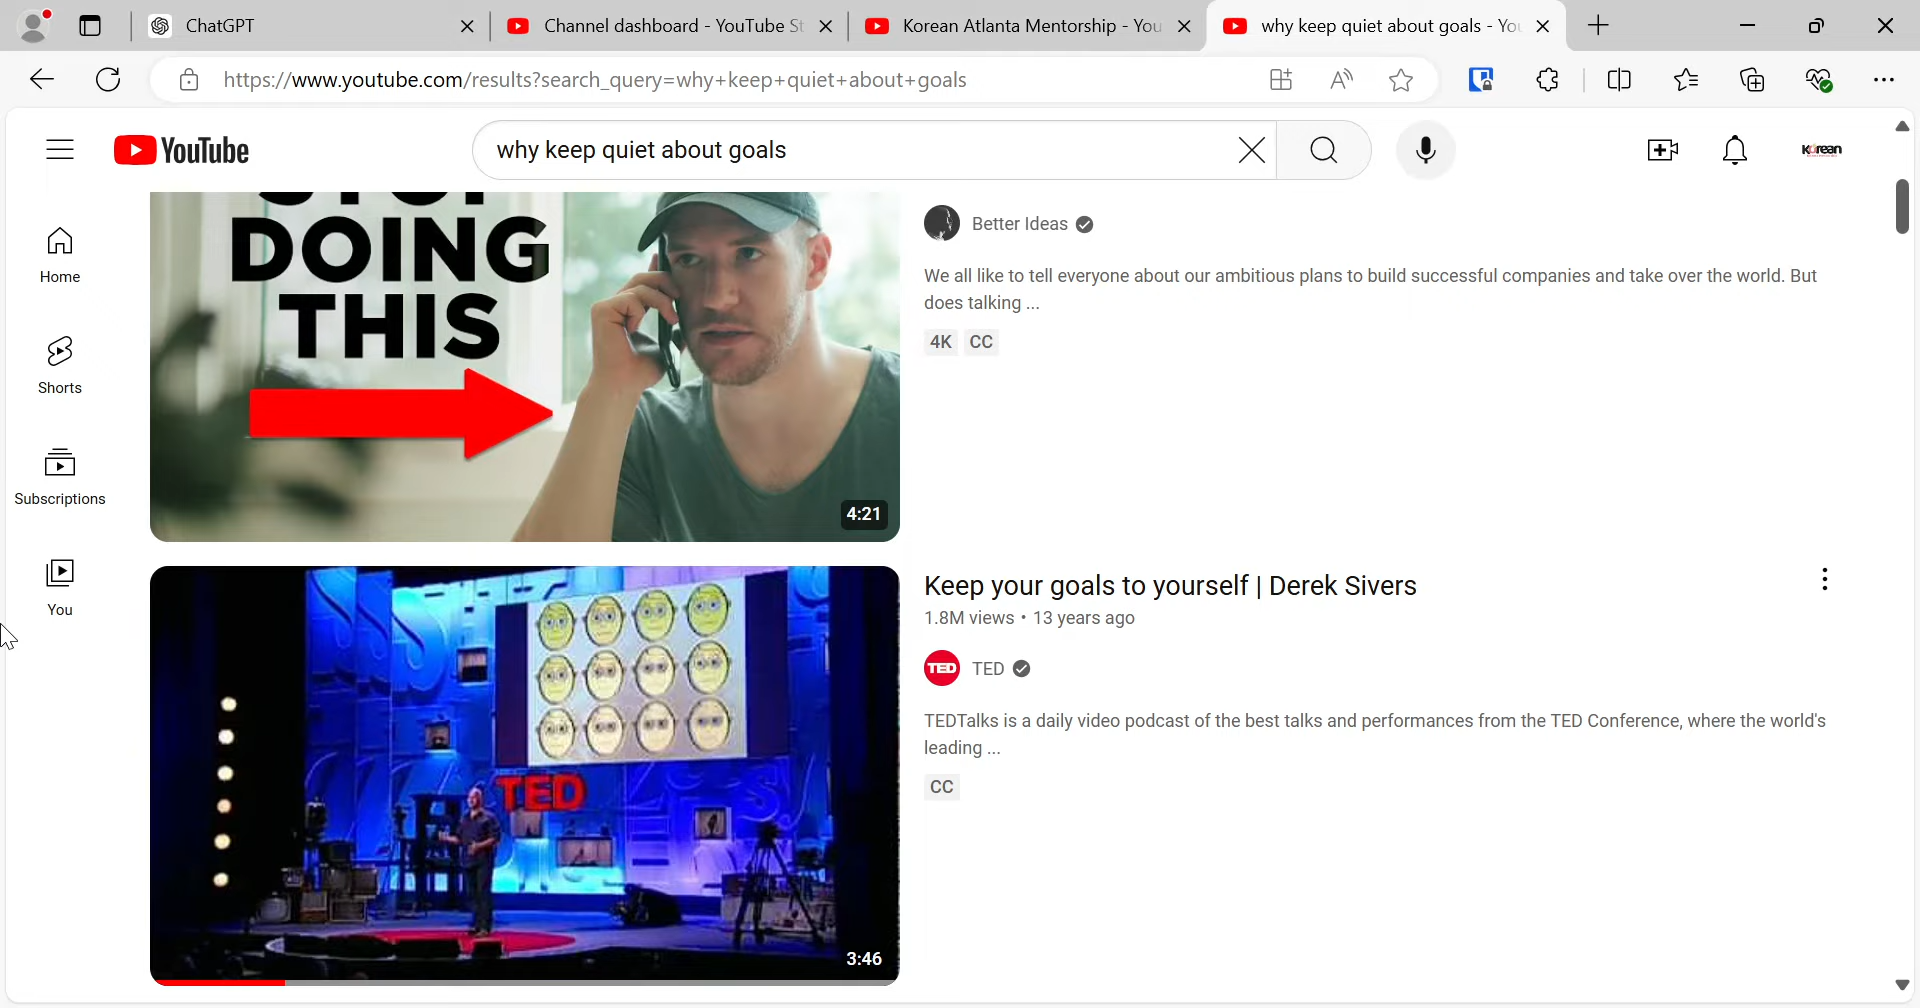 ChatGPT
Channel dashboard - YouTube St
Korean Atlanta Mentorship - You
why keep quiet about goals - You
https://www.youtube.com/results?search_query=why+keep+quiet+about+goals
YouTube
why keep quiet about goals
Korean
Home
Shorts
Subscriptions
You
STOP
DOING
THIS
4:21
Better Ideas
We all like to tell everyone about our ambitious plans to build successful companies and take over the world. But
does talking ...
4K CC
TED
3:46
Keep your goals to yourself | Derek Sivers
1.8M views • 13 years ago
TED
TED
TEDTalks is a daily video podcast of the best talks and performances from the TED Conference, where the world's
leading ...
CC